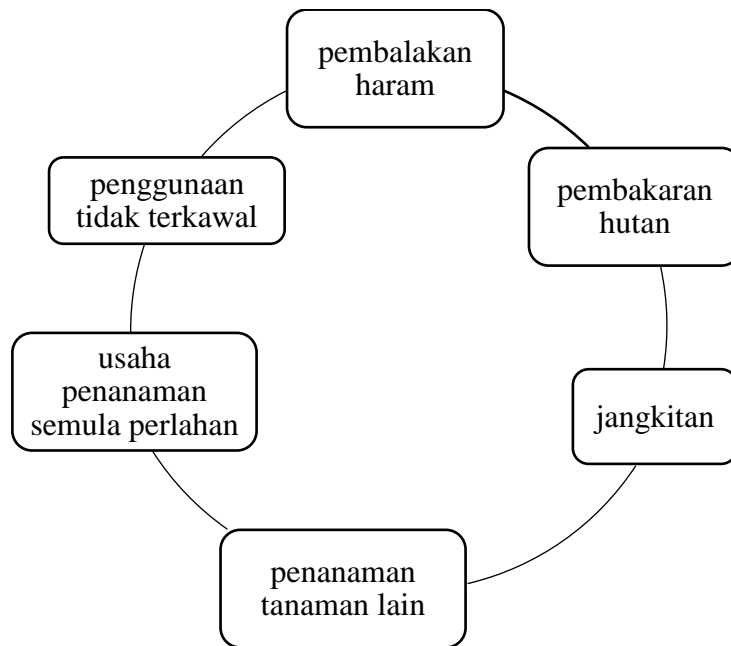 pembalakan
haram
pembakaran
hutan
jangkitan
penanaman
tanaman lain
usaha
penanaman
semula perlahan
penggunaan
tidak terkawal